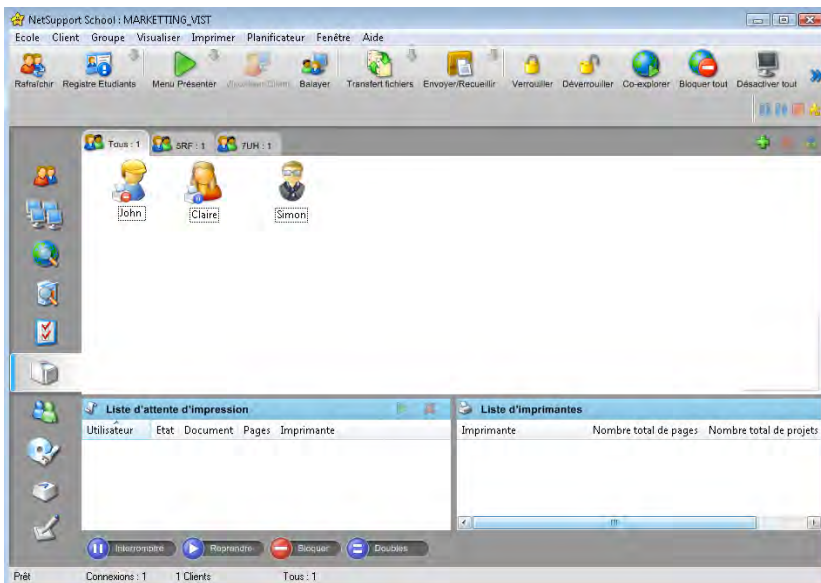 NetSupport School : MARKETTING_VIST
Ecole Client Groupe Visualiser Imprimer Planificateur Fenêtre Aide
Rafraîchir Registre Etudiants Menu Présenter Visualiser Client Balayer Transfert fichiers Envoyer/Recueillir Verrouiller Déverrouiller Co-explorer Bloquer tout Désactiver tout
Tous : 1 5RF : 1 7UH : 1
John Claire Simon
Liste d'attente d'impression
Utilisateur Etat Document Pages Imprimante
Liste d'imprimantes
Imprimante Nombre total de pages Nombre total de projets
Interrompre Reprendre Bloquer Doubles
Prêt Connexions : 1 1 Clients Tous : 1